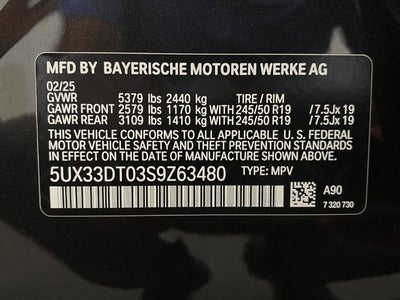 MFD BY BAYERISCHE MOTOREN WERKE AG
02/25
GVWR 5379 lbs 2440 kg TIRE / RIM
GAWR FRONT 2579 lbs 1170 kg WITH 245/50 R19 / 7.5Jx 19
GAWR REAR 3109 lbs 1410 kg WITH 245/50 R19 / 7.5Jx 19
THIS VEHICLE CONFORMS TO ALL APPLICABLE U. S. FEDERAL
MOTOR VEHICLE SAFETY AND THEFT PREVENTION STANDARDS
IN EFFECT ON THE DATE OF MANUFACTURE SHOWN ABOVE.
5UX33DT03S9Z63480 TYPE: MPV
A90
7 320 730